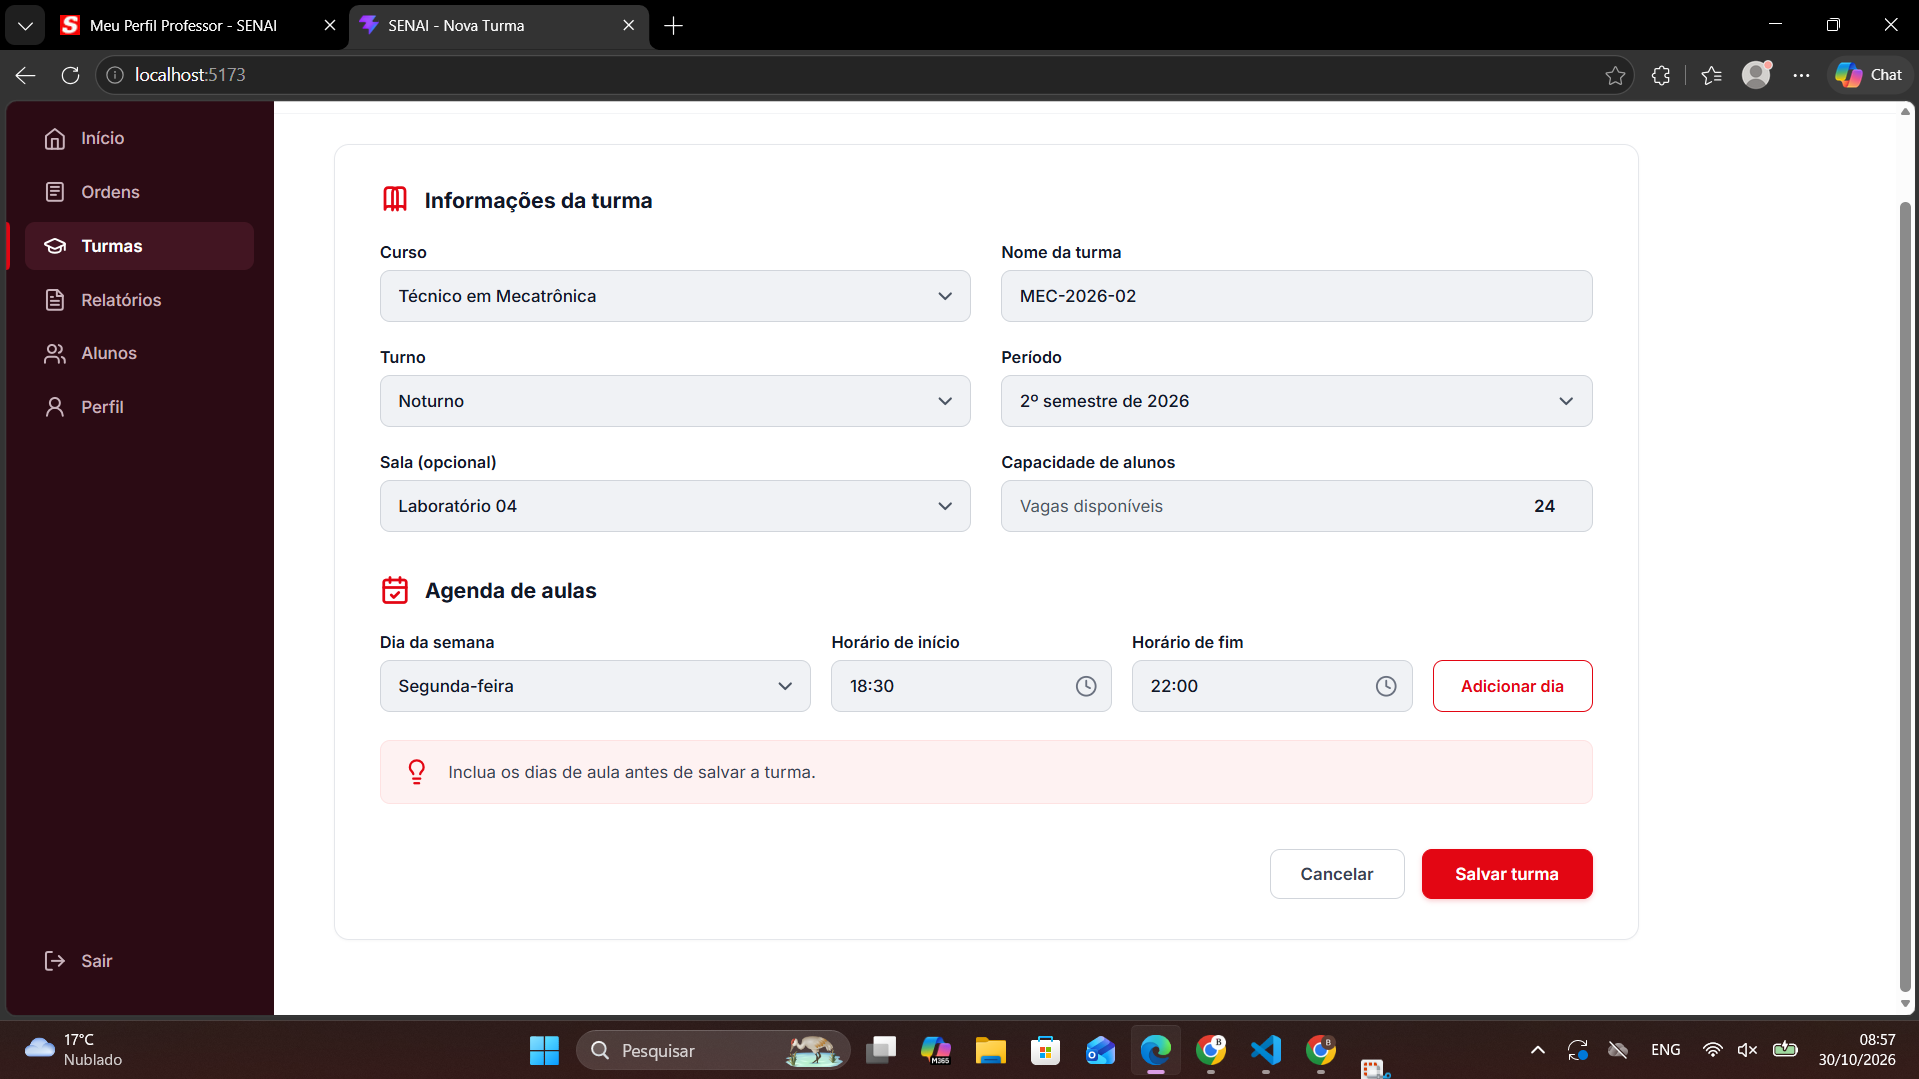 Meu Perfil Professor - SENAI
SENAI - Nova Turma
localhost:5173
Chat
Início
Ordens
Turmas
Relatórios
Alunos
Perfil
Sair
Informações da turma
Curso
Nome da turma
Técnico em Mecatrônica
MEC-2026-02
Turno
Período
Noturno
2º semestre de 2026
Sala (opcional)
Capacidade de alunos
Laboratório 04
Vagas disponíveis
24
Agenda de aulas
Dia da semana
Horário de início
Horário de fim
Segunda-feira
18:30
22:00
Adicionar dia
Inclua os dias de aula antes de salvar a turma.
Cancelar
Salvar turma
17°C
Nublado
Pesquisar
M365
ENG
08:57
30/10/2026